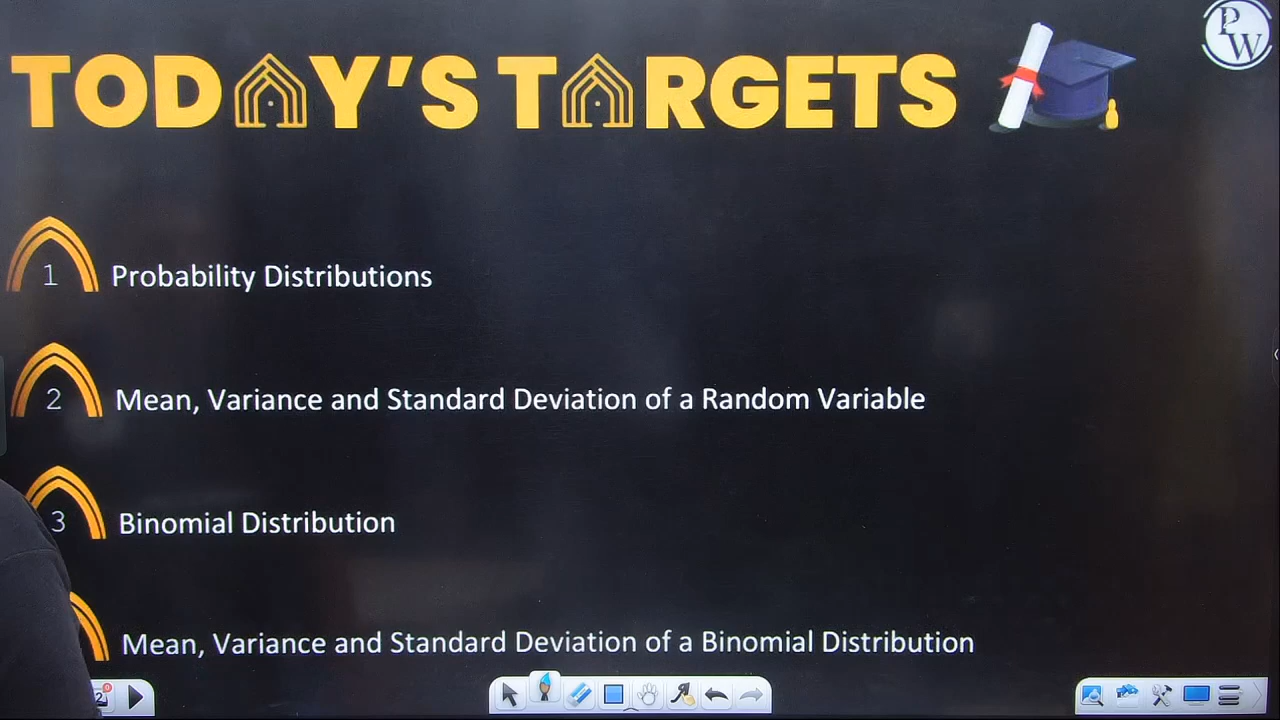 TODAY'S TARGETS
PW
1 Probability Distributions
2 Mean, Variance and Standard Deviation of a Random Variable
3 Binomial Distribution
Mean, Variance and Standard Deviation of a Binomial Distribution